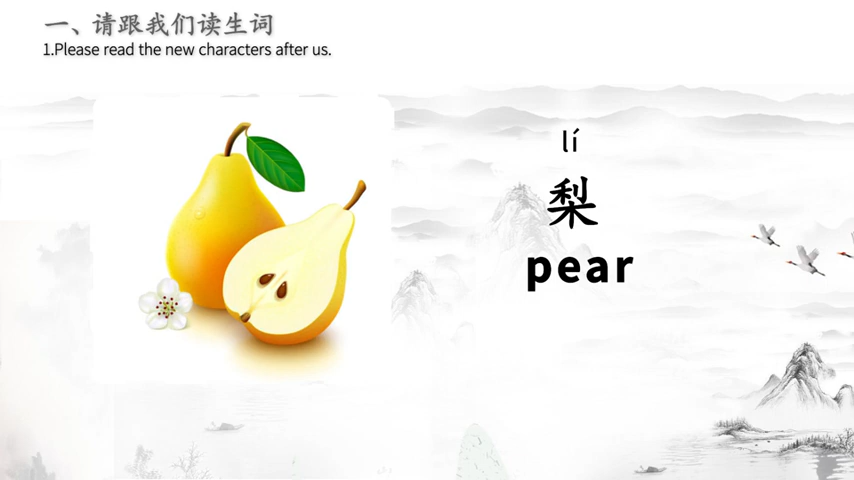 一、请跟我们读生词
1.Please read the new characters after us.
lí
梨
pear